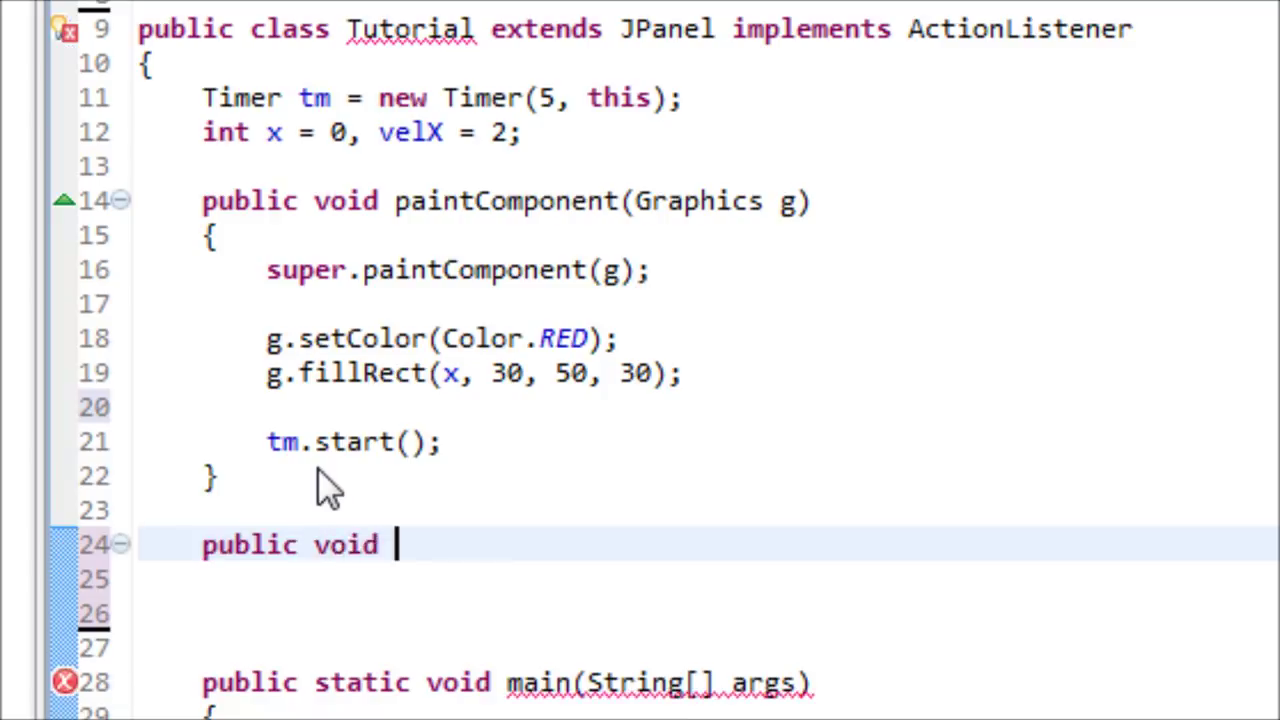 9 public class Tutorial extends JPanel implements ActionListener
10 {
11 Timer tm = new Timer(5, this);
12 int x = 0, velX = 2;
13
14 public void paintComponent(Graphics g)
15 {
16 super.paintComponent(g);
17
18 g.setColor(Color.RED);
19 g.fillRect(x, 30, 50, 30);
20
21 tm.start();
22 }
23
24 public void
25
26
27
28 public static void main(String[] args)
29 {